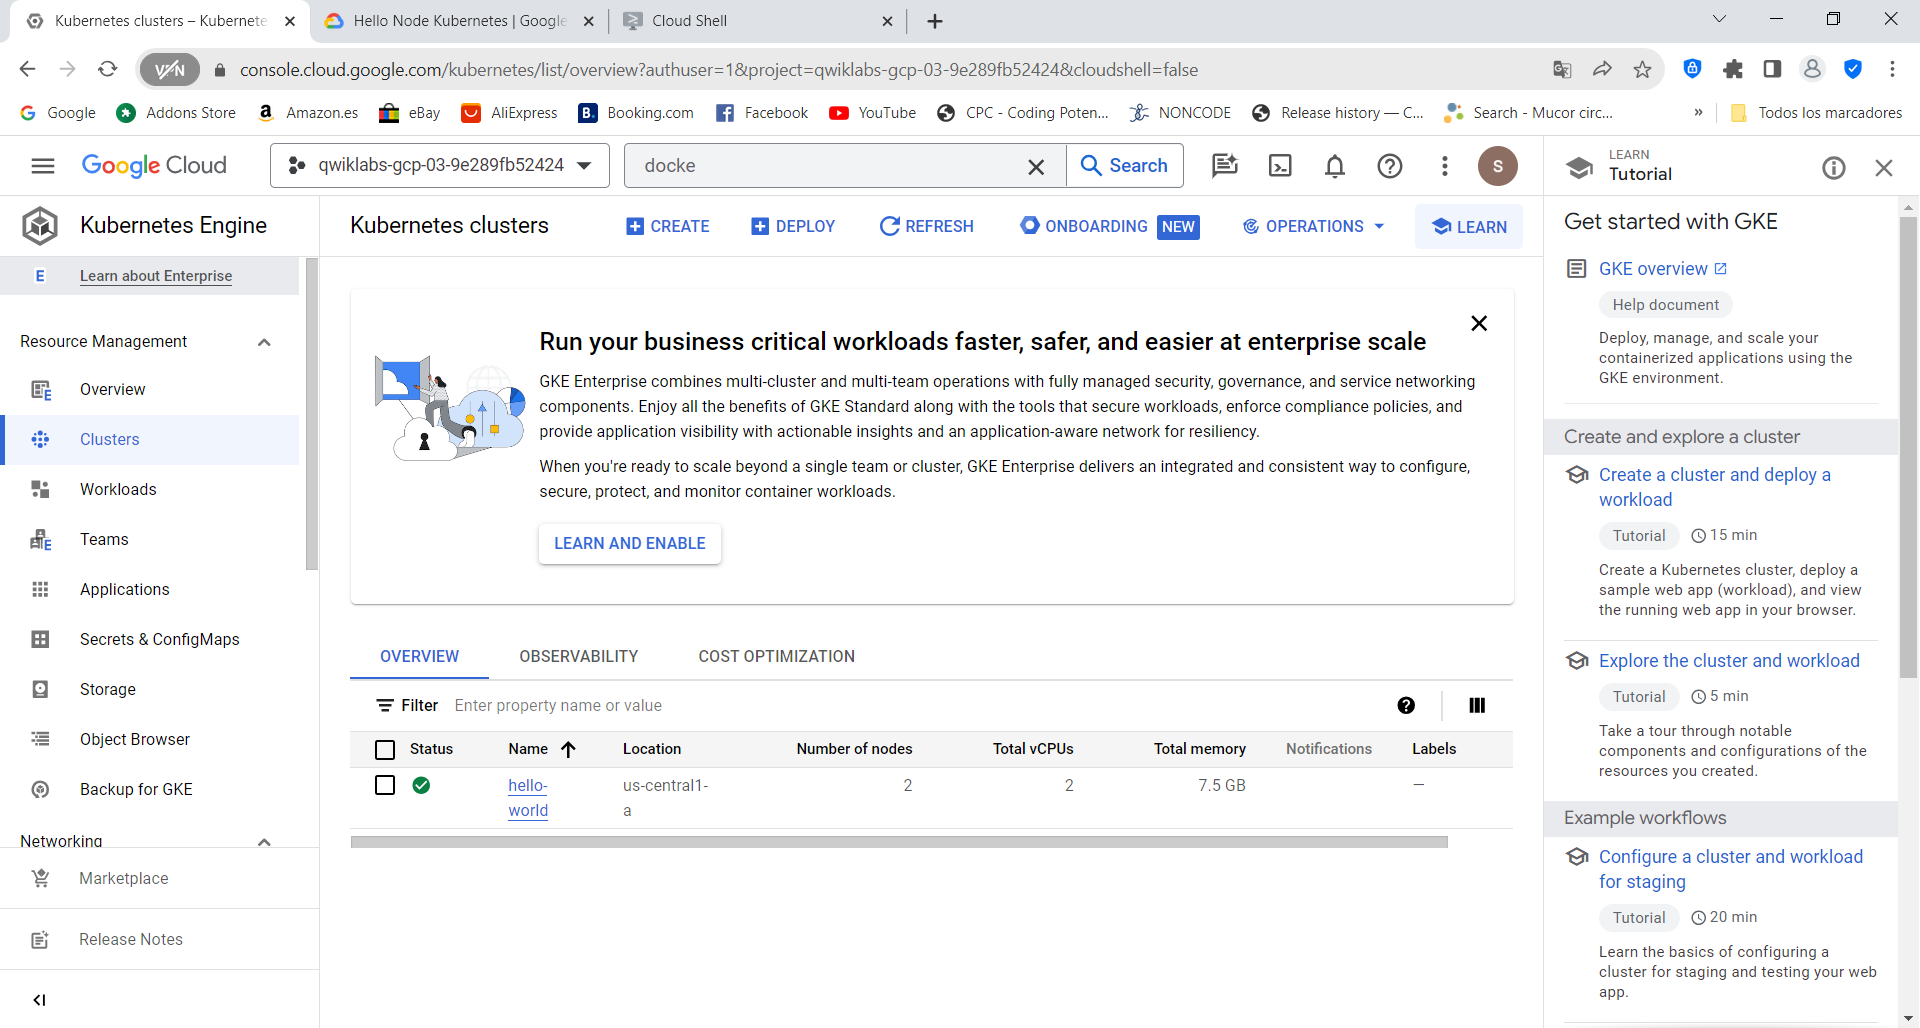 Kubernetes clusters – Kubernete
Hello Node Kubernetes | Google
Cloud Shell
VPN
console.cloud.google.com/kubernetes/list/overview?authuser=1&project=qwiklabs-gcp-03-9e289fb52424&cloudshell=false
Google
Addons Store
Amazon.es
eBay
AliExpress
Booking.com
Facebook
YouTube
CPC - Coding Poten...
NONCODE
Release history — C...
Search - Mucor circ...
»
Todos los marcadores
Google Cloud
qwiklabs-gcp-03-9e289fb52424
docke
Search
S
LEARN
Tutorial
Kubernetes Engine
Kubernetes clusters
CREATE
DEPLOY
REFRESH
ONBOARDING NEW
OPERATIONS
LEARN
E
Learn about Enterprise
Resource Management
Overview
Clusters
Workloads
Teams
Applications
Secrets & ConfigMaps
Storage
Object Browser
Backup for GKE
Networking
Marketplace
Release Notes
Run your business critical workloads faster, safer, and easier at enterprise scale
GKE Enterprise combines multi-cluster and multi-team operations with fully managed security, governance, and service networking
components. Enjoy all the benefits of GKE Standard along with the tools that secure workloads, enforce compliance policies, and
provide application visibility with actionable insights and an application-aware network for resiliency.
When you're ready to scale beyond a single team or cluster, GKE Enterprise delivers an integrated and consistent way to configure,
secure, protect, and monitor container workloads.
LEARN AND ENABLE
OVERVIEW
OBSERVABILITY
COST OPTIMIZATION
Filter
Enter property name or value
Status
Name
Location
Number of nodes
Total vCPUs
Total memory
Notifications
Labels
hello-
world
us-central1-
a
2
2
7.5 GB
—
Get started with GKE
GKE overview
Help document
Deploy, manage, and scale your
containerized applications using the
GKE environment.
Create and explore a cluster
Create a cluster and deploy a
workload
Tutorial
15 min
Create a Kubernetes cluster, deploy a
sample web app (workload), and view
the running web app in your browser.
Explore the cluster and workload
Tutorial
5 min
Take a tour through notable
components and configurations of the
resources you created.
Example workflows
Configure a cluster and workload
for staging
Tutorial
20 min
Learn the basics of configuring a
cluster for staging and testing your web
app.